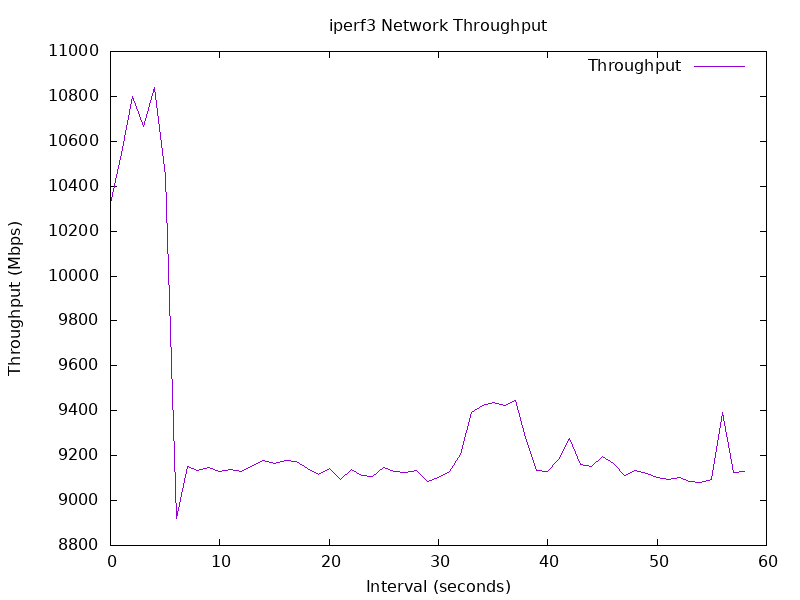 iperf3 Network Throughput
Throughput
Throughput (Mbps)
11000
10800
10600
10400
10200
10000
9800
9600
9400
9200
9000
8800
0 10 20 30 40 50 60
Interval (seconds)